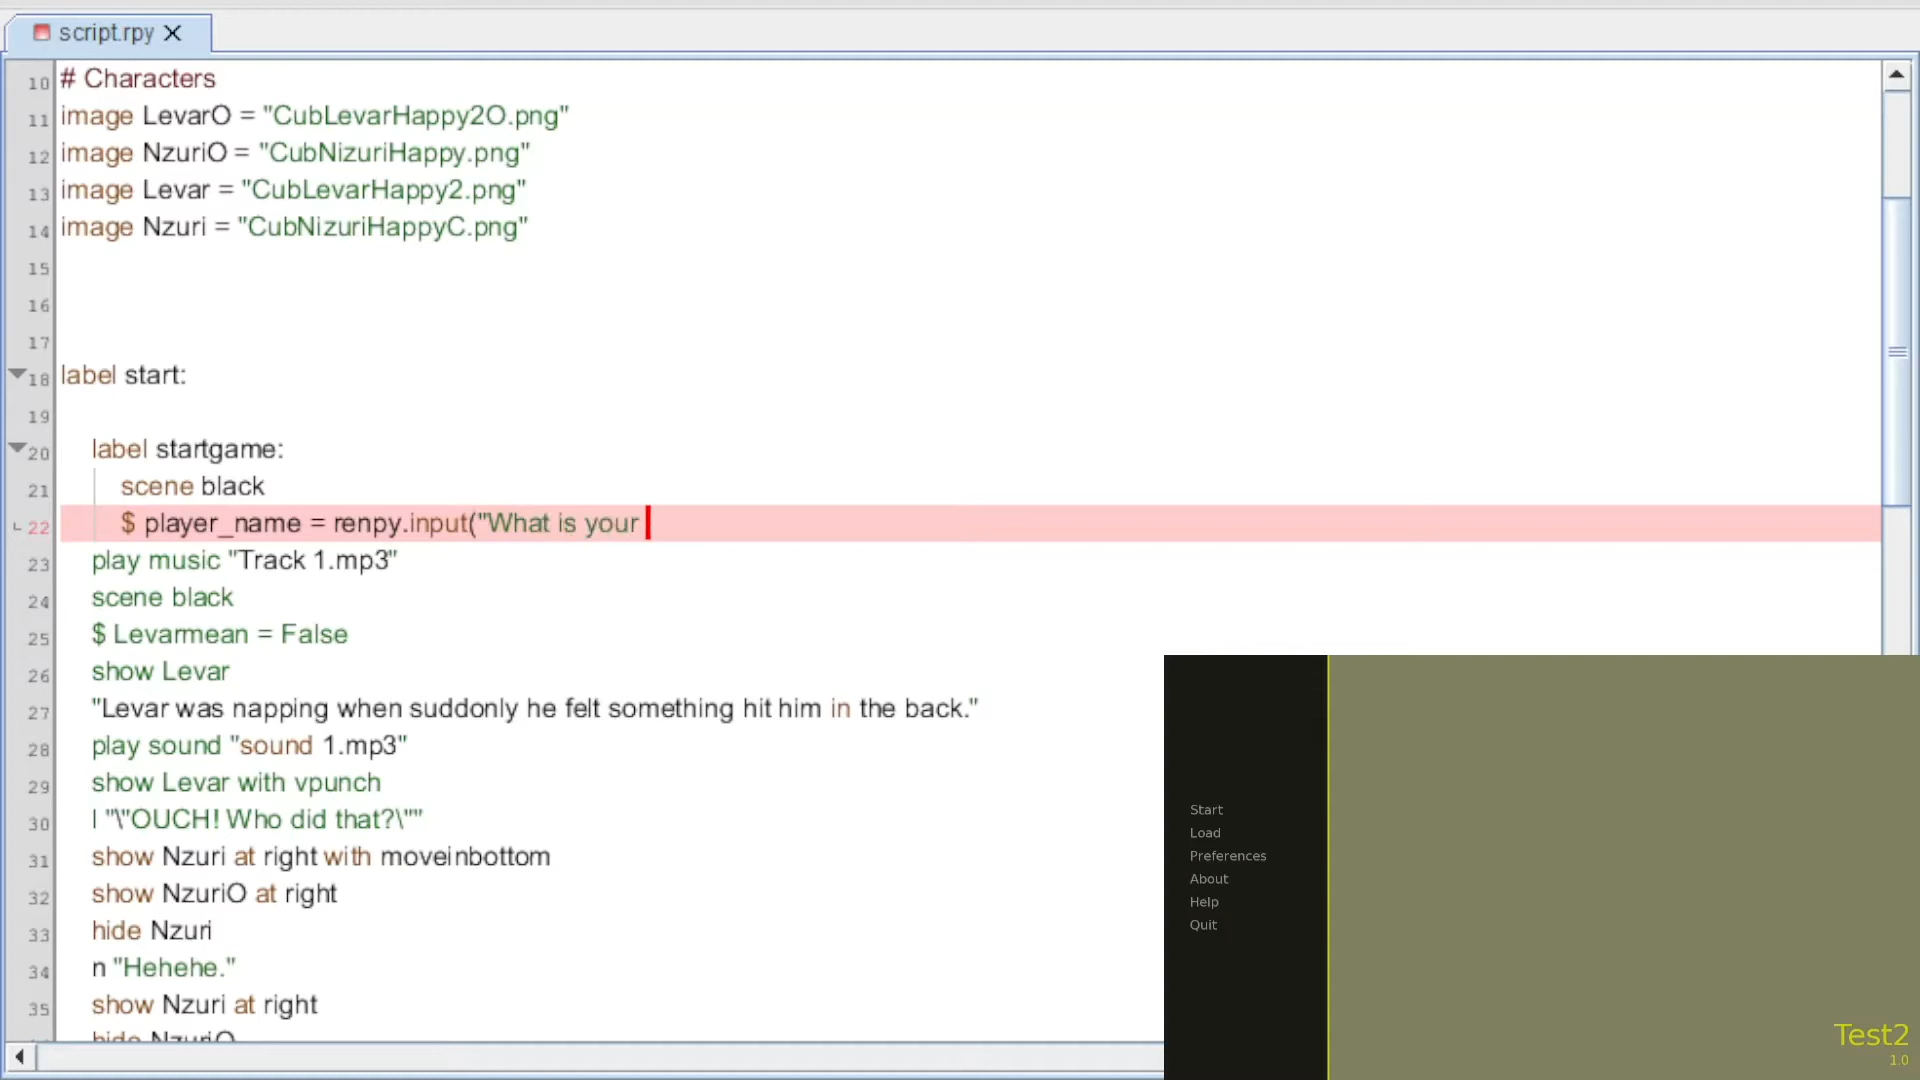 script.rpy
10 # Characters
11 image LevarO = "CubLevarHappy2O.png"
12 image NzuriO = "CubNizuriHappy.png"
13 image Levar = "CubLevarHappy2.png"
14 image Nzuri = "CubNizuriHappyC.png"
15
16
17
18 label start:
19
20 label startgame:
21 scene black
22 $ player_name = renpy.input("What is your
23 play music "Track 1.mp3"
24 scene black
25 $ Levarmean = False
26 show Levar
27 "Levar was napping when suddonly he felt something hit him in the back."
28 play sound "sound 1.mp3"
29 show Levar with vpunch
30 l "\"OUCH! Who did that?\""
31 show Nzuri at right with moveinbottom
32 show NzuriO at right
33 hide Nzuri
34 n "Hehehe."
35 show Nzuri at right
hide NzuriO
Start
Load
Preferences
About
Help
Quit
Test2
1.0